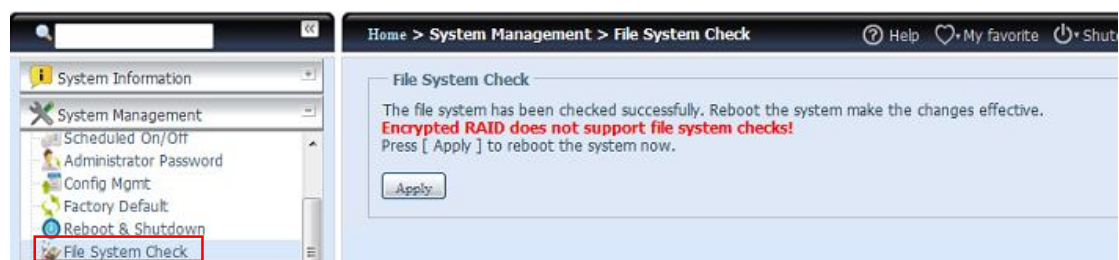 Home > System Management > File System Check
Help
My favorite
System Information
System Management
Scheduled On/Off
Administrator Password
Config Mgmt
Factory Default
Reboot & Shutdown
File System Check
File System Check
The file system has been checked successfully. Reboot the system make the changes effective.
Encrypted RAID does not support file system checks!
Press [ Apply ] to reboot the system now.
Apply